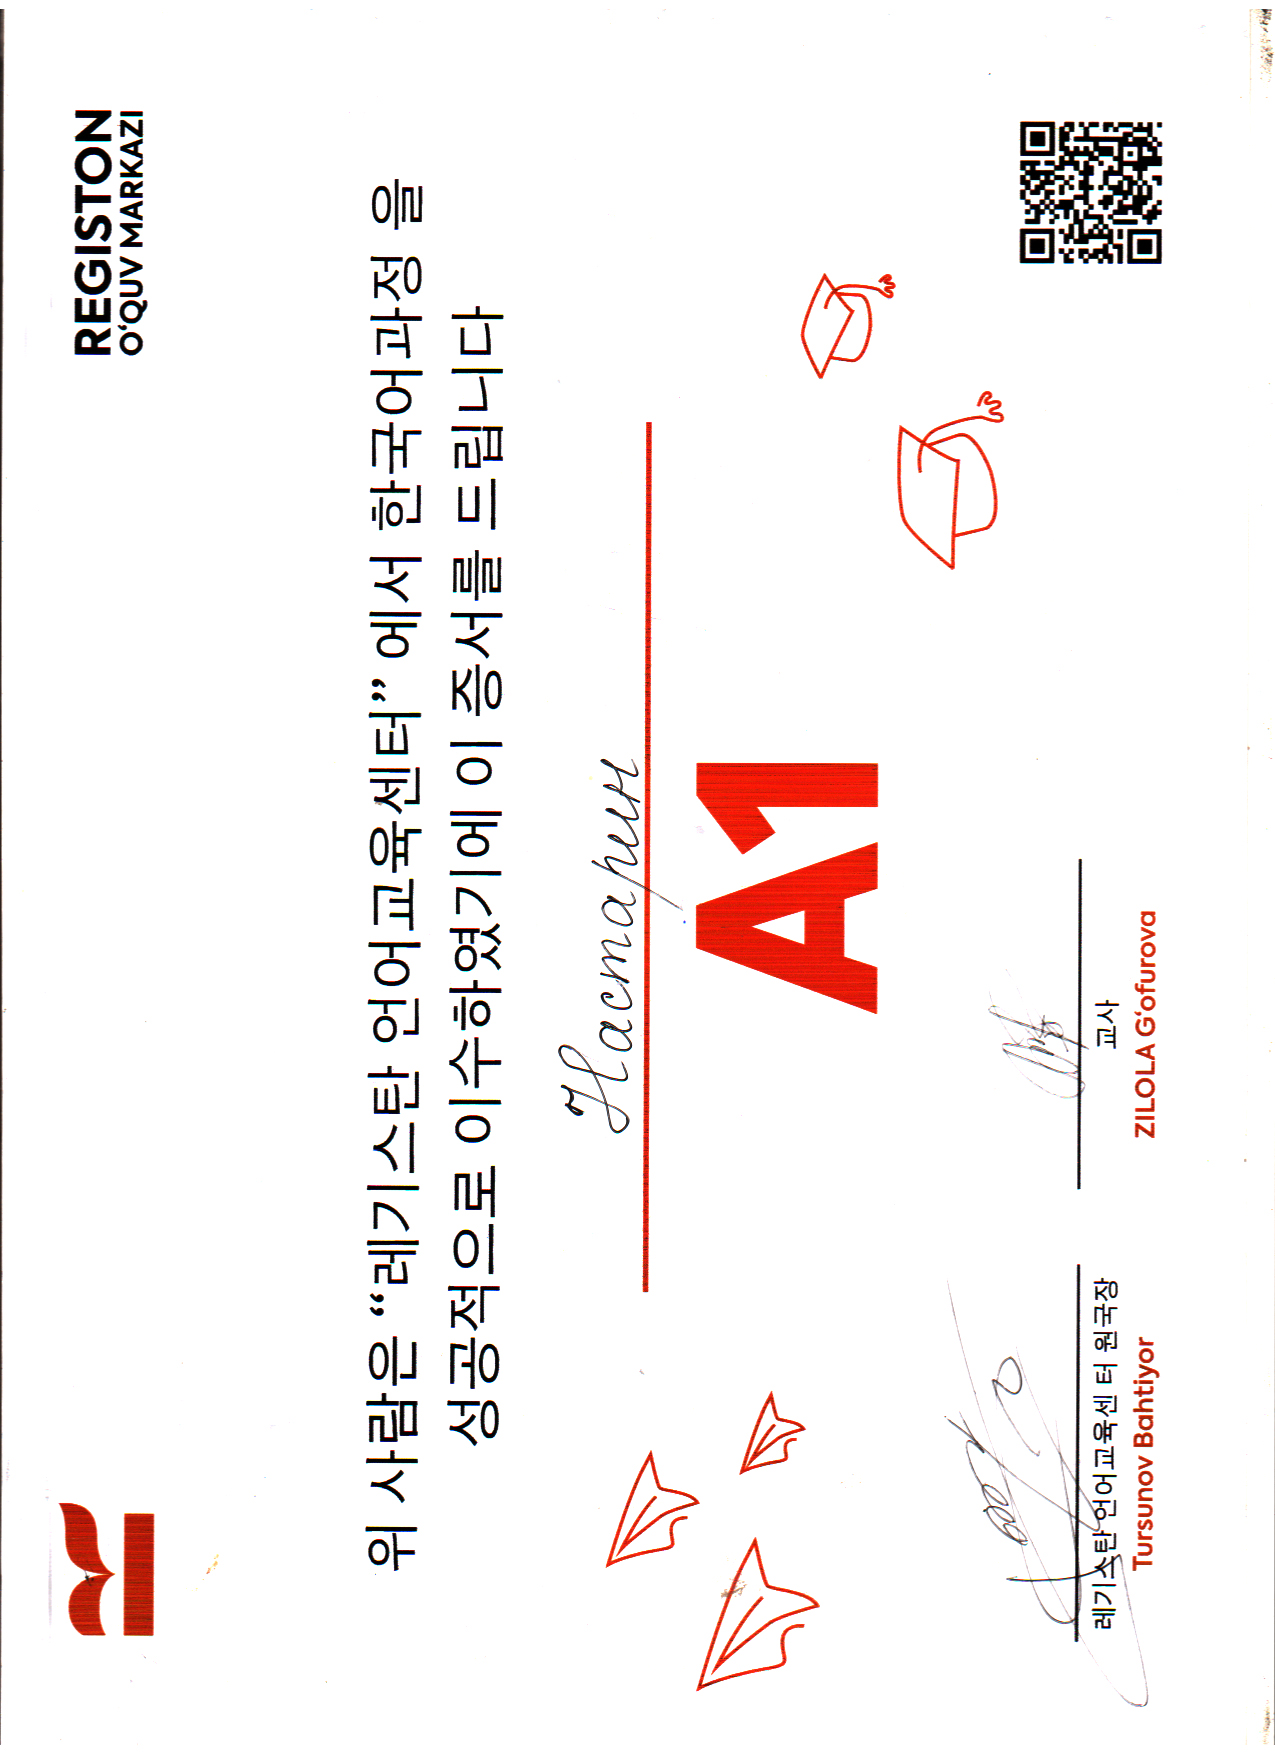 REGISTON
O‘QUV MARKAZI
위 사람은 “레기스탄 언어교육센터” 에서 한국어과정 을
성공적으로 이수하였기에 이 증서를 드립니다
Настарин
A1
레기스탄 언어교육센 터 원국장
Tursunov Bahtiyor
교사
ZILOLA G‘ofurova